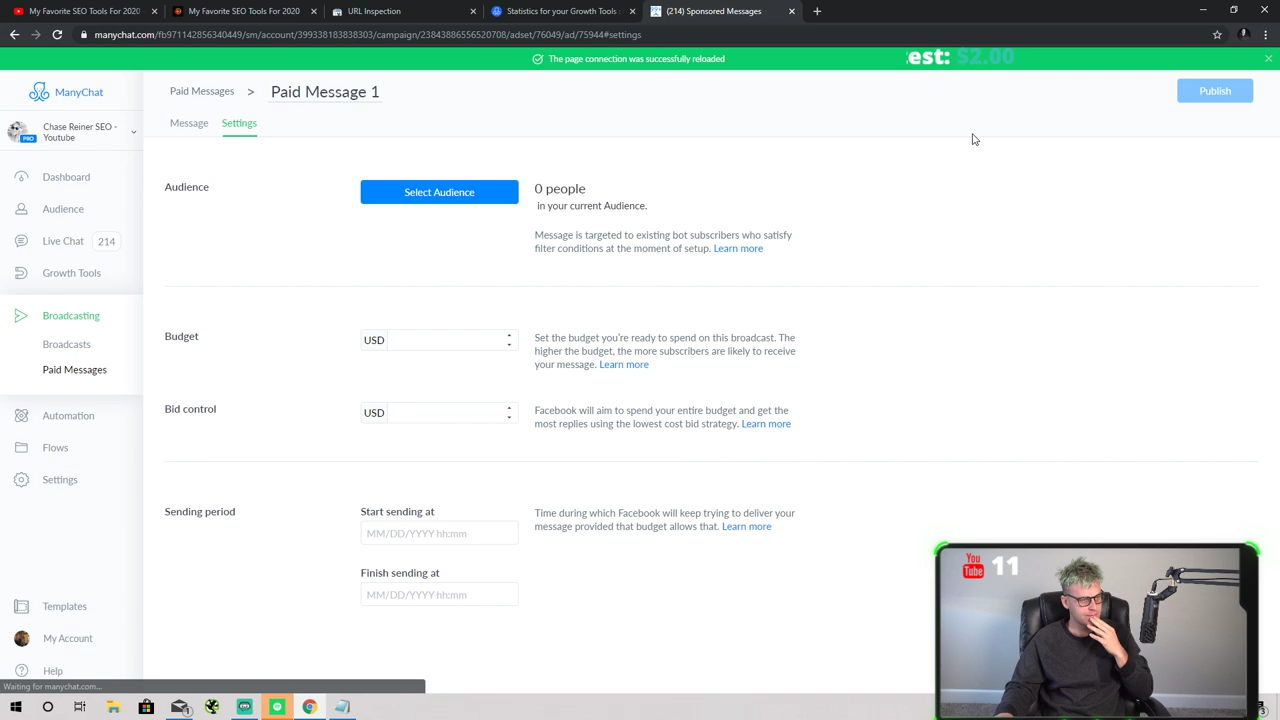 My Favorite SEO Tools For 2020
My Favorite SEO Tools For 2020
URL Inspection
Statistics for your Growth Tools
(214) Sponsored Messages
manychat.com/fb971142856340449/sm/account/399338183838303/campaign/23843886556520708/adset/76049/ad/75944#settings
The page connection was successfully reloaded
est: $2.00
ManyChat
Paid Messages > Paid Message 1
Publish
Chase Reiner SEO - Youtube
PRO
Message
Settings
Dashboard
Audience
Live Chat 214
Growth Tools
Broadcasting
Broadcasts
Paid Messages
Automation
Flows
Settings
Templates
My Account
Help
Audience
Select Audience
0 people
in your current Audience.
Message is targeted to existing bot subscribers who satisfy
filter conditions at the moment of setup. Learn more
Budget
USD
Set the budget you're ready to spend on this broadcast. The
higher the budget, the more subscribers are likely to receive
your message. Learn more
Bid control
USD
Facebook will aim to spend your entire budget and get the
most replies using the lowest cost bid strategy. Learn more
Sending period
Start sending at
MM/DD/YYYY hh:mm
Time during which Facebook will keep trying to deliver your
message provided that budget allows that. Learn more
Finish sending at
MM/DD/YYYY hh:mm
You
Tube
11
Waiting for manychat.com...